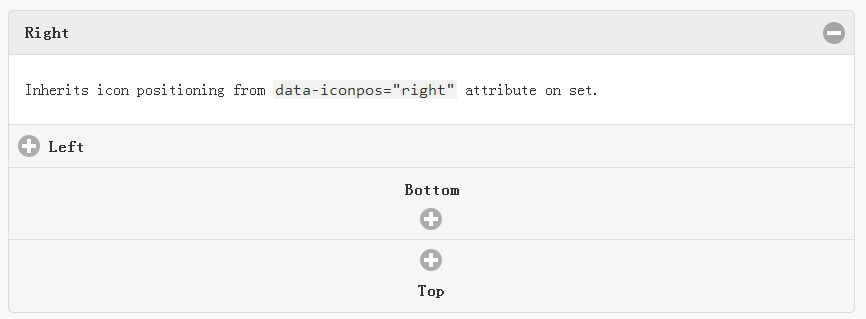 Right
Inherits icon positioning from data-iconpos="right" attribute on set.
Left
Bottom
Top